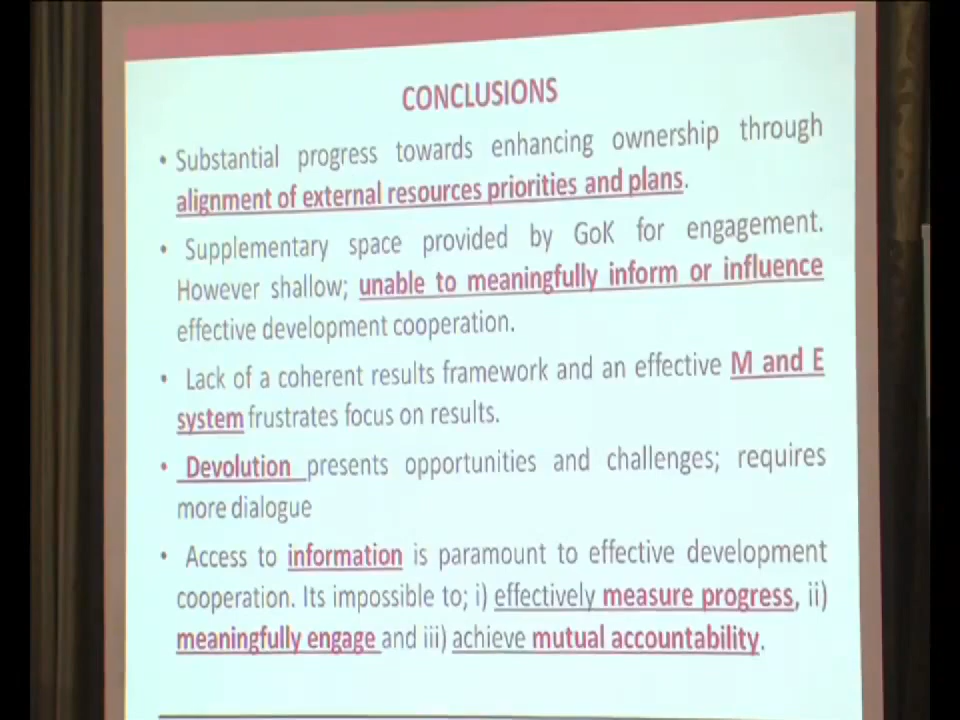 CONCLUSIONS
• Substantial progress towards enhancing ownership through
alignment of external resources priorities and plans.
• Supplementary space provided by GoK for engagement.
However shallow; unable to meaningfully inform or influence
effective development cooperation.
• Lack of a coherent results framework and an effective M and E
system frustrates focus on results.
• Devolution presents opportunities and challenges; requires
more dialogue
• Access to information is paramount to effective development
cooperation. Its impossible to; i) effectively measure progress, ii)
meaningfully engage and iii) achieve mutual accountability.